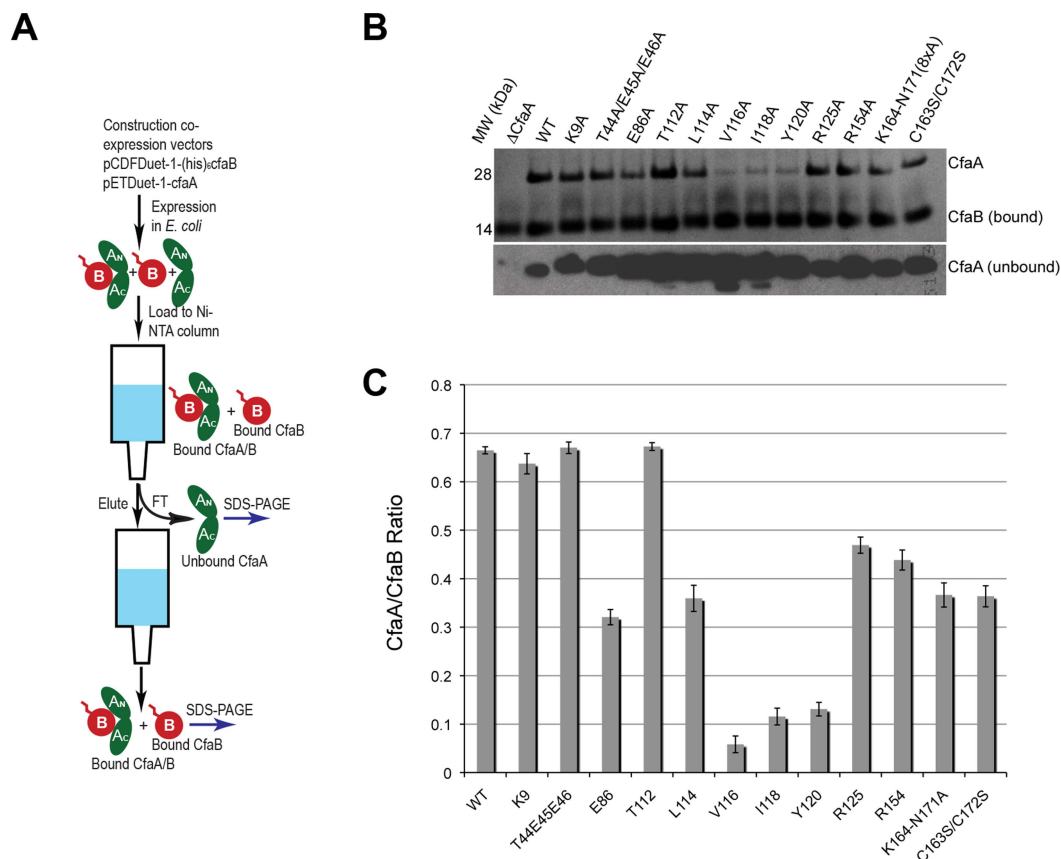 A
Construction co-
expression vectors
pCDFDuet-1-(his)₆cfaB
pETDuet-1-cfaA
Expression
in E. coli
AN
B
AC
+
B
+
AN
AC
Load to Ni-
NTA column
AN
B
AC
+
B
Bound CfaB
Bound CfaA/B
Elute
FT
AN
AC
SDS-PAGE
Unbound CfaA
AN
B
AC
+
B
SDS-PAGE
Bound CfaB
Bound CfaA/B
B
MW (kDa)
ΔCfaA
WT
K9A
T44A/E45A/E46A
E86A
T112A
L114A
V116A
I118A
Y120A
R125A
R154A
K164-N171(8xA)
C163S/C172S
28
CfaA
14
CfaB (bound)
CfaA (unbound)
C
CfaA/CfaB Ratio
0.8
0.7
0.6
0.5
0.4
0.3
0.2
0.1
0
WT
K9
T44E45E46
E86
T112
L114
V116
I118
Y120
R125
R154
K164-N171A
C163S/C172S